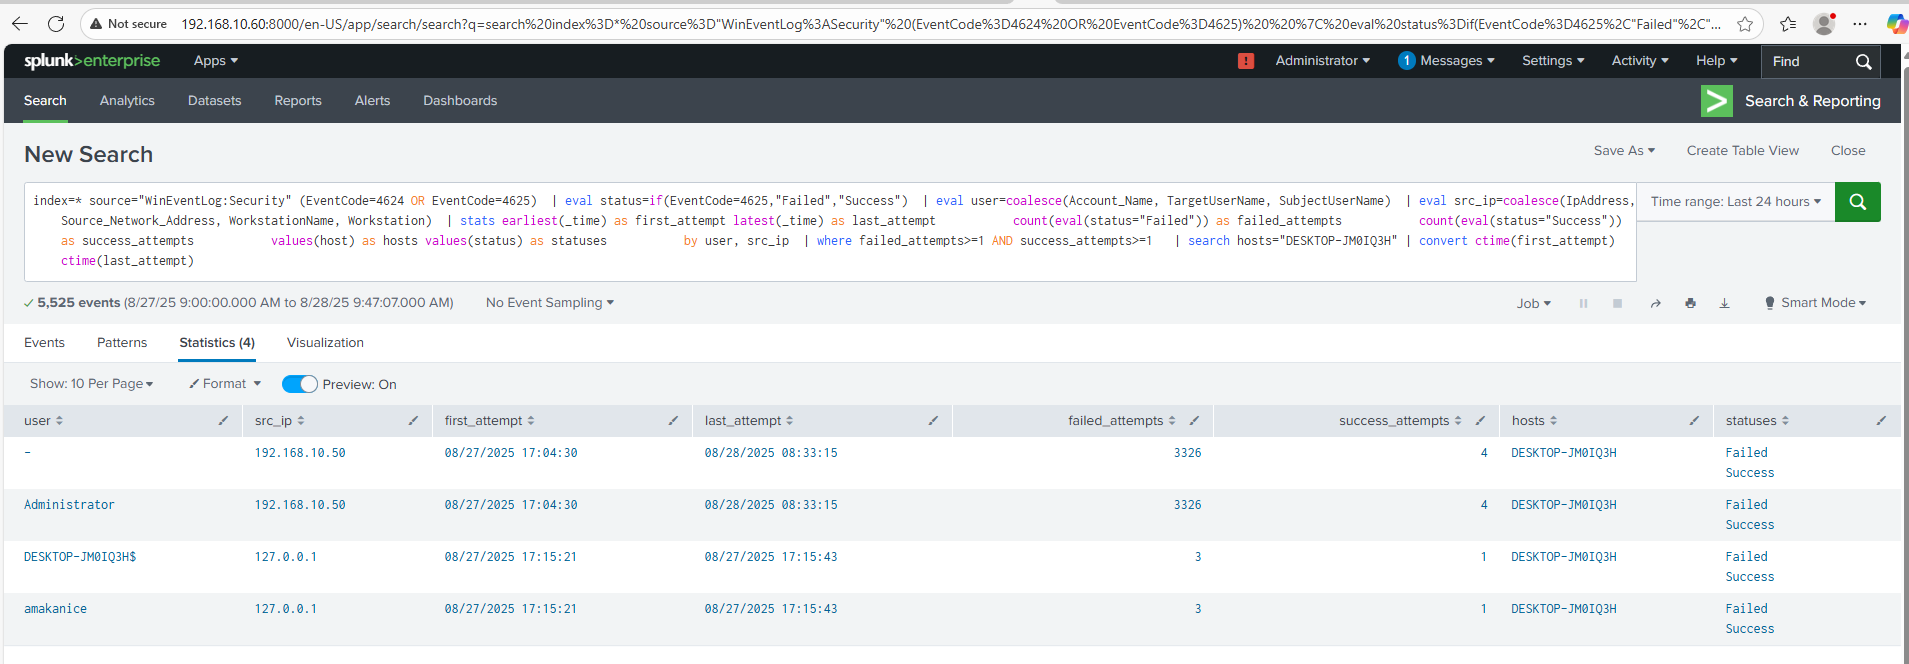 Not secure 192.168.10.60:8000/en-US/app/search/search?q=search%20index%3D*%20source%3D"WinEventLog%3ASecurity"%20(EventCode%3D4624%20OR%20EventCode%3D4625)%20%20%7C%20eval%20status%3Dif(EventCode%3D4625%2C"Failed"%2C"...
splunk>enterprise Apps Administrator 1 Messages Settings Activity Help Find
Search Analytics Datasets Reports Alerts Dashboards Search & Reporting
New Search Save As Create Table View Close
index=* source="WinEventLog:Security" (EventCode=4624 OR EventCode=4625) | eval status=if(EventCode=4625,"Failed","Success") | eval user=coalesce(Account_Name, TargetUserName, SubjectUserName) | eval src_ip=coalesce(IpAddress,
Source_Network_Address, WorkstationName, Workstation) | stats earliest(_time) as first_attempt latest(_time) as last_attempt count(eval(status="Failed")) as failed_attempts count(eval(status="Success"))
as success_attempts values(host) as hosts values(status) as statuses by user, src_ip | where failed_attempts>=1 AND success_attempts>=1 | search hosts="DESKTOP-JM0IQ3H" | convert ctime(first_attempt)
ctime(last_attempt)
Time range: Last 24 hours
5,525 events (8/27/25 9:00:00.000 AM to 8/28/25 9:47:07.000 AM) No Event Sampling Job Smart Mode
Events Patterns Statistics (4) Visualization
Show: 10 Per Page Format Preview: On
user src_ip first_attempt last_attempt failed_attempts success_attempts hosts statuses
- 192.168.10.50 08/27/2025 17:04:30 08/28/2025 08:33:15 3326 4 DESKTOP-JM0IQ3H Failed
Success
Administrator 192.168.10.50 08/27/2025 17:04:30 08/28/2025 08:33:15 3326 4 DESKTOP-JM0IQ3H Failed
Success
DESKTOP-JM0IQ3H$ 127.0.0.1 08/27/2025 17:15:21 08/27/2025 17:15:43 3 1 DESKTOP-JM0IQ3H Failed
Success
amakanice 127.0.0.1 08/27/2025 17:15:21 08/27/2025 17:15:43 3 1 DESKTOP-JM0IQ3H Failed
Success